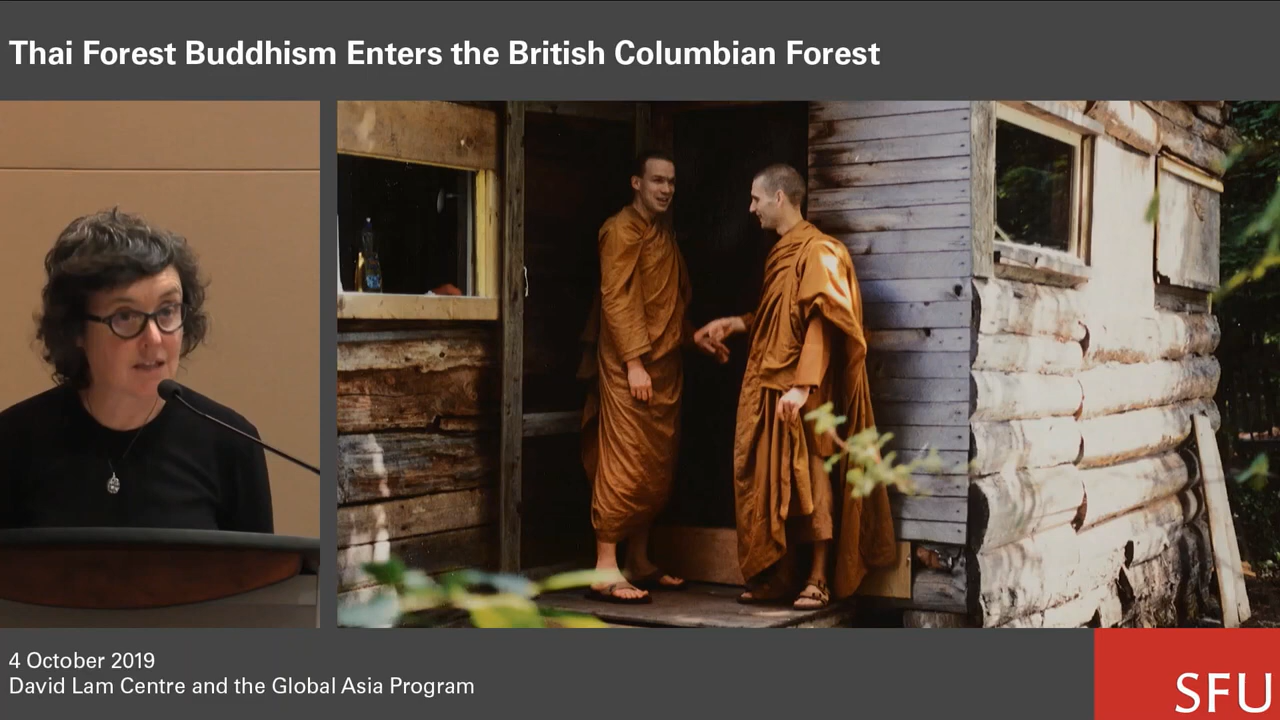 Thai Forest Buddhism Enters the British Columbian Forest
4 October 2019
David Lam Centre and the Global Asia Program
SFU